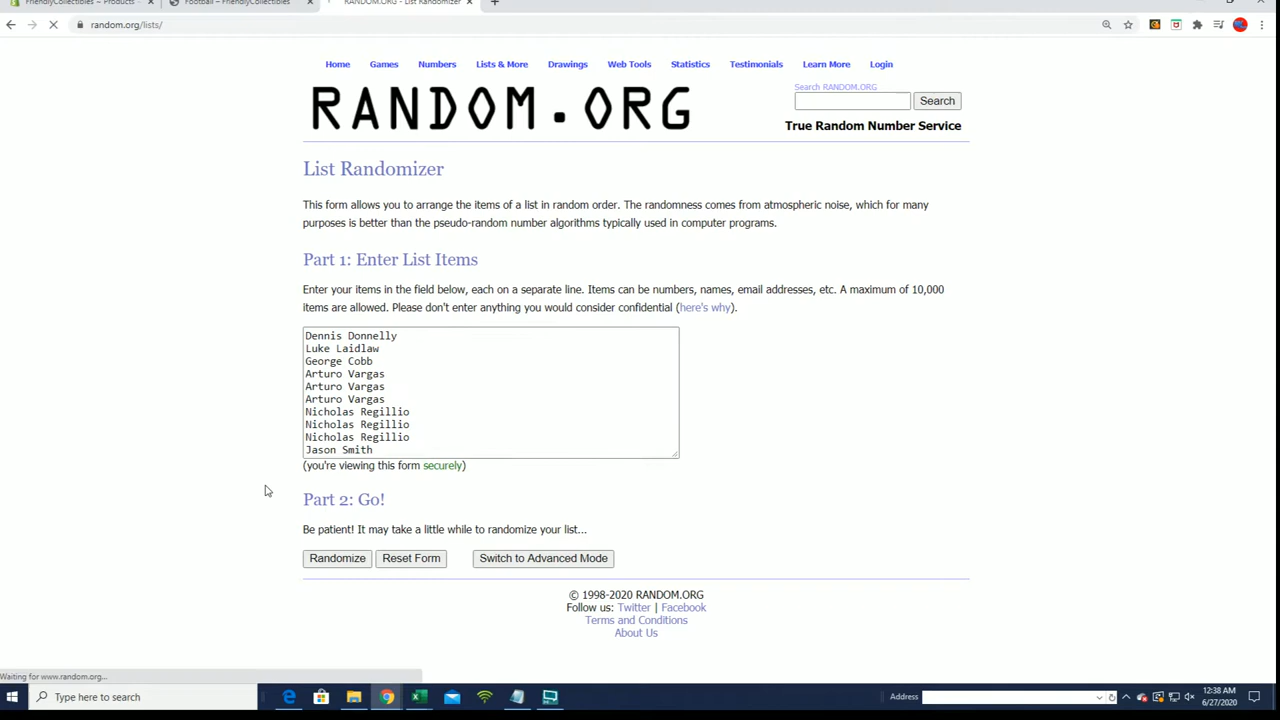 FriendlyCollectibles ~ Products
Football – FriendlyCollectibles
RANDOM.ORG - List Randomizer
random.org/lists/
Home Games Numbers Lists & More Drawings Web Tools Statistics Testimonials Learn More Login
RANDOM.ORG
Search RANDOM.ORG
Search
True Random Number Service
List Randomizer
This form allows you to arrange the items of a list in random order. The randomness comes from atmospheric noise, which for many
purposes is better than the pseudo-random number algorithms typically used in computer programs.
Part 1: Enter List Items
Enter your items in the field below, each on a separate line. Items can be numbers, names, email addresses, etc. A maximum of 10,000
items are allowed. Please don't enter anything you would consider confidential (here's why).
Dennis Donnelly
Luke Laidlaw
George Cobb
Arturo Vargas
Arturo Vargas
Arturo Vargas
Nicholas Regillio
Nicholas Regillio
Nicholas Regillio
Jason Smith
(you're viewing this form securely)
Part 2: Go!
Be patient! It may take a little while to randomize your list...
Randomize Reset Form Switch to Advanced Mode
© 1998-2020 RANDOM.ORG
Follow us: Twitter | Facebook
Terms and Conditions
About Us
Waiting for www.random.org...
Type here to search
Address
12:38 AM
6/27/2020